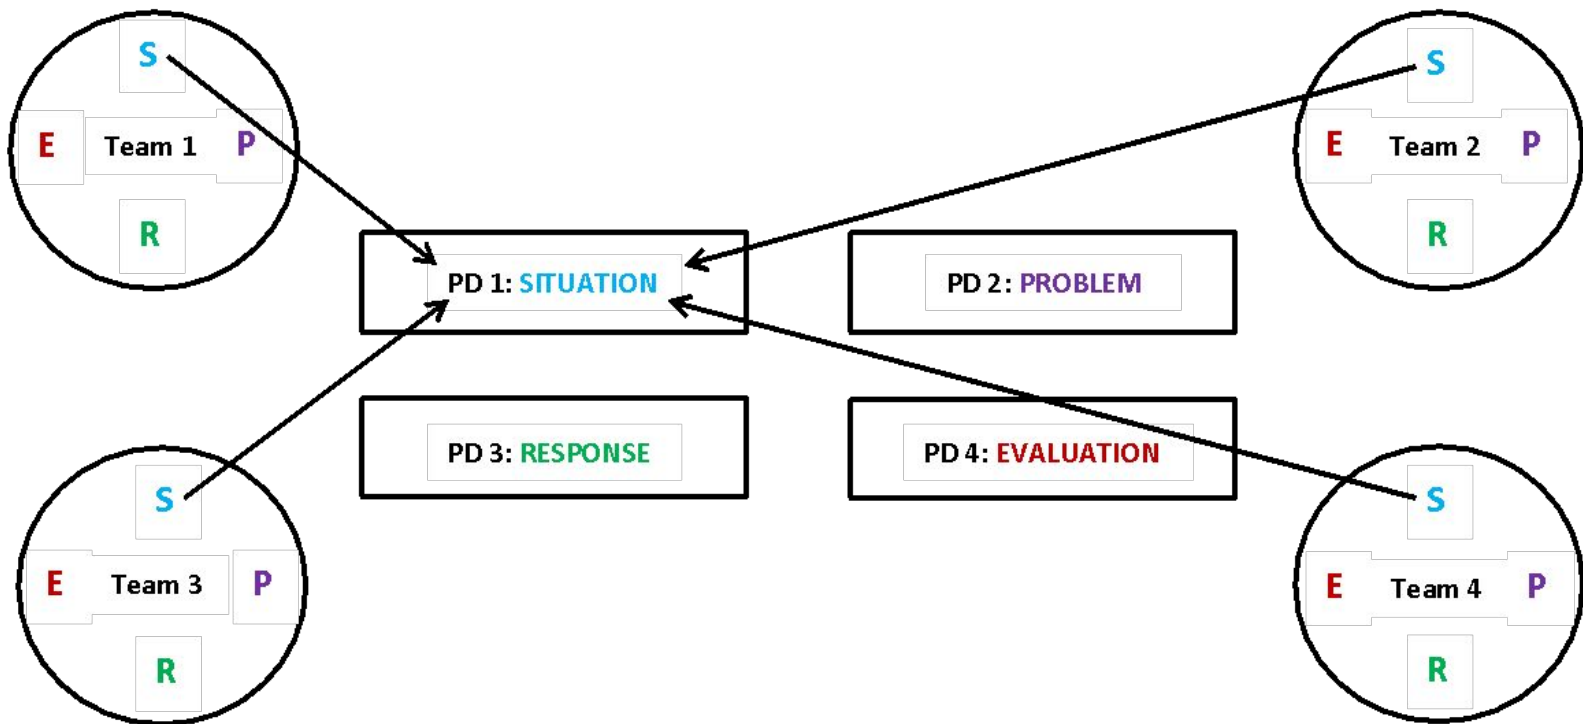 S
E Team 1 P
R
S
E Team 2 P
R
PD 1: SITUATION
PD 2: PROBLEM
PD 3: RESPONSE
PD 4: EVALUATION
S
E Team 3 P
R
S
E Team 4 P
R